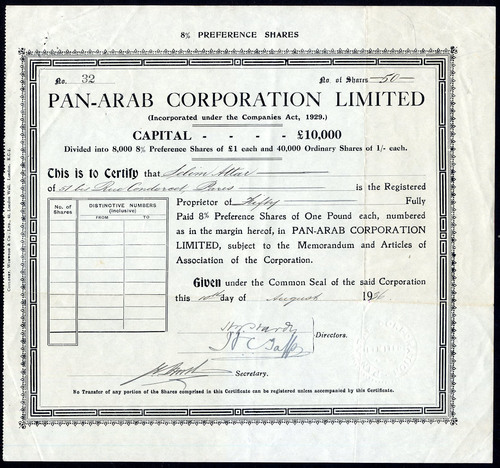 8% PREFERENCE SHARES
No. 32
No. of Shares 50
PAN-ARAB CORPORATION LIMITED
(Incorporated under the Companies Act, 1929.)
CAPITAL - - - - £10,000
Divided into 8,000 8% Preference Shares of £1 each and 40,000 Ordinary Shares of 1/- each.
This is to Certify that Selim Attar
of 51 bis Rue Condorcet, Paris is the Registered
Proprietor of Fifty Fully
Paid 8% Preference Shares of One Pound each, numbered
as in the margin hereof, in PAN-ARAB CORPORATION
LIMITED, subject to the Memorandum and Articles of
Association of the Corporation.
No. of Shares
DISTINCTIVE NUMBERS
(Inclusive)
FROM TO
Given under the Common Seal of the said Corporation
this day of August 19
Directors.
Secretary.
No Transfer of any portion of the Shares comprised in this Certificate can be registered unless accompanied by this Certificate.